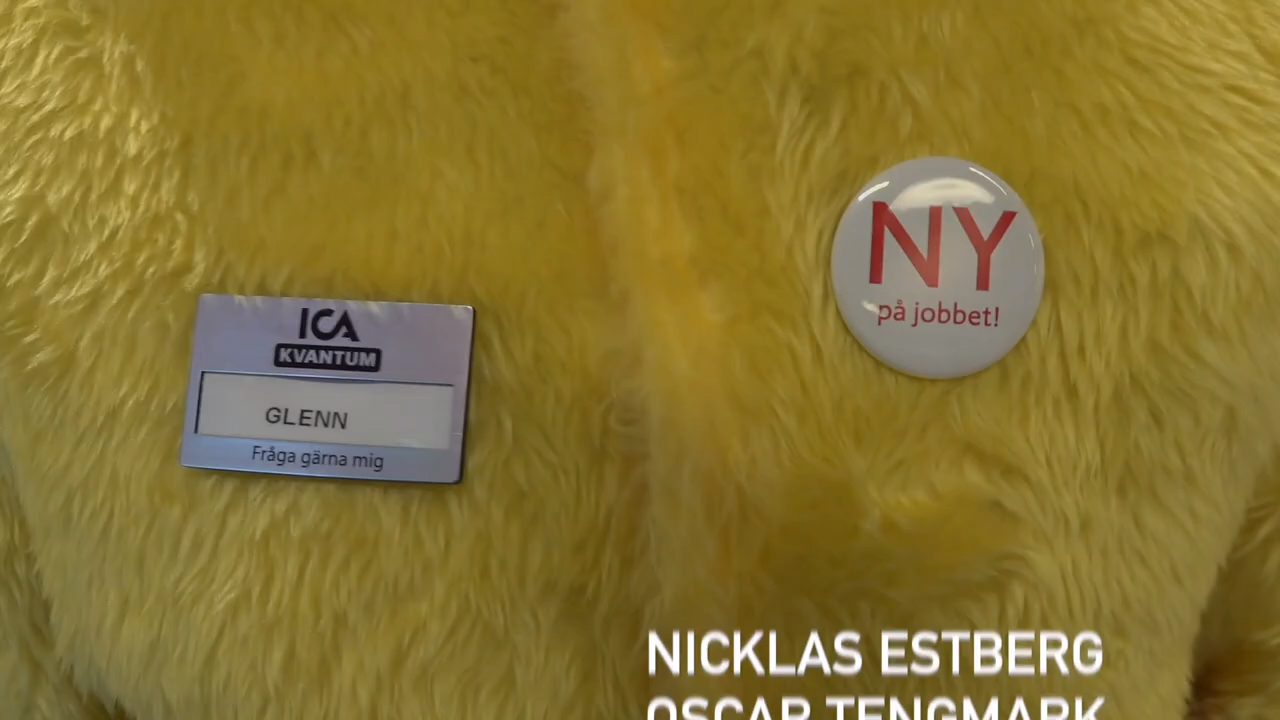 ICA
KVANTUM
GLENN
Fråga gärna mig
NY
på jobbet!
NICKLAS ESTBERG
OSCAR TENGMARK